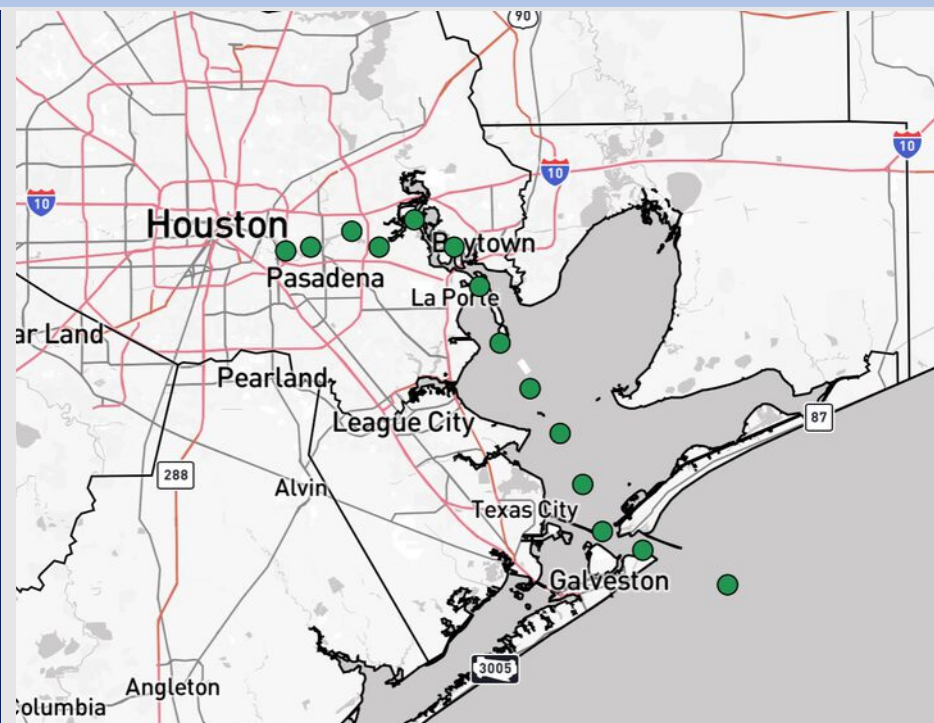 90
10
10
10
Houston
Baytown
Pasadena
La Porte
ar Land
Pearland
League City
87
288
Alvin
Texas City
Galveston
3005
Angleton
Columbia